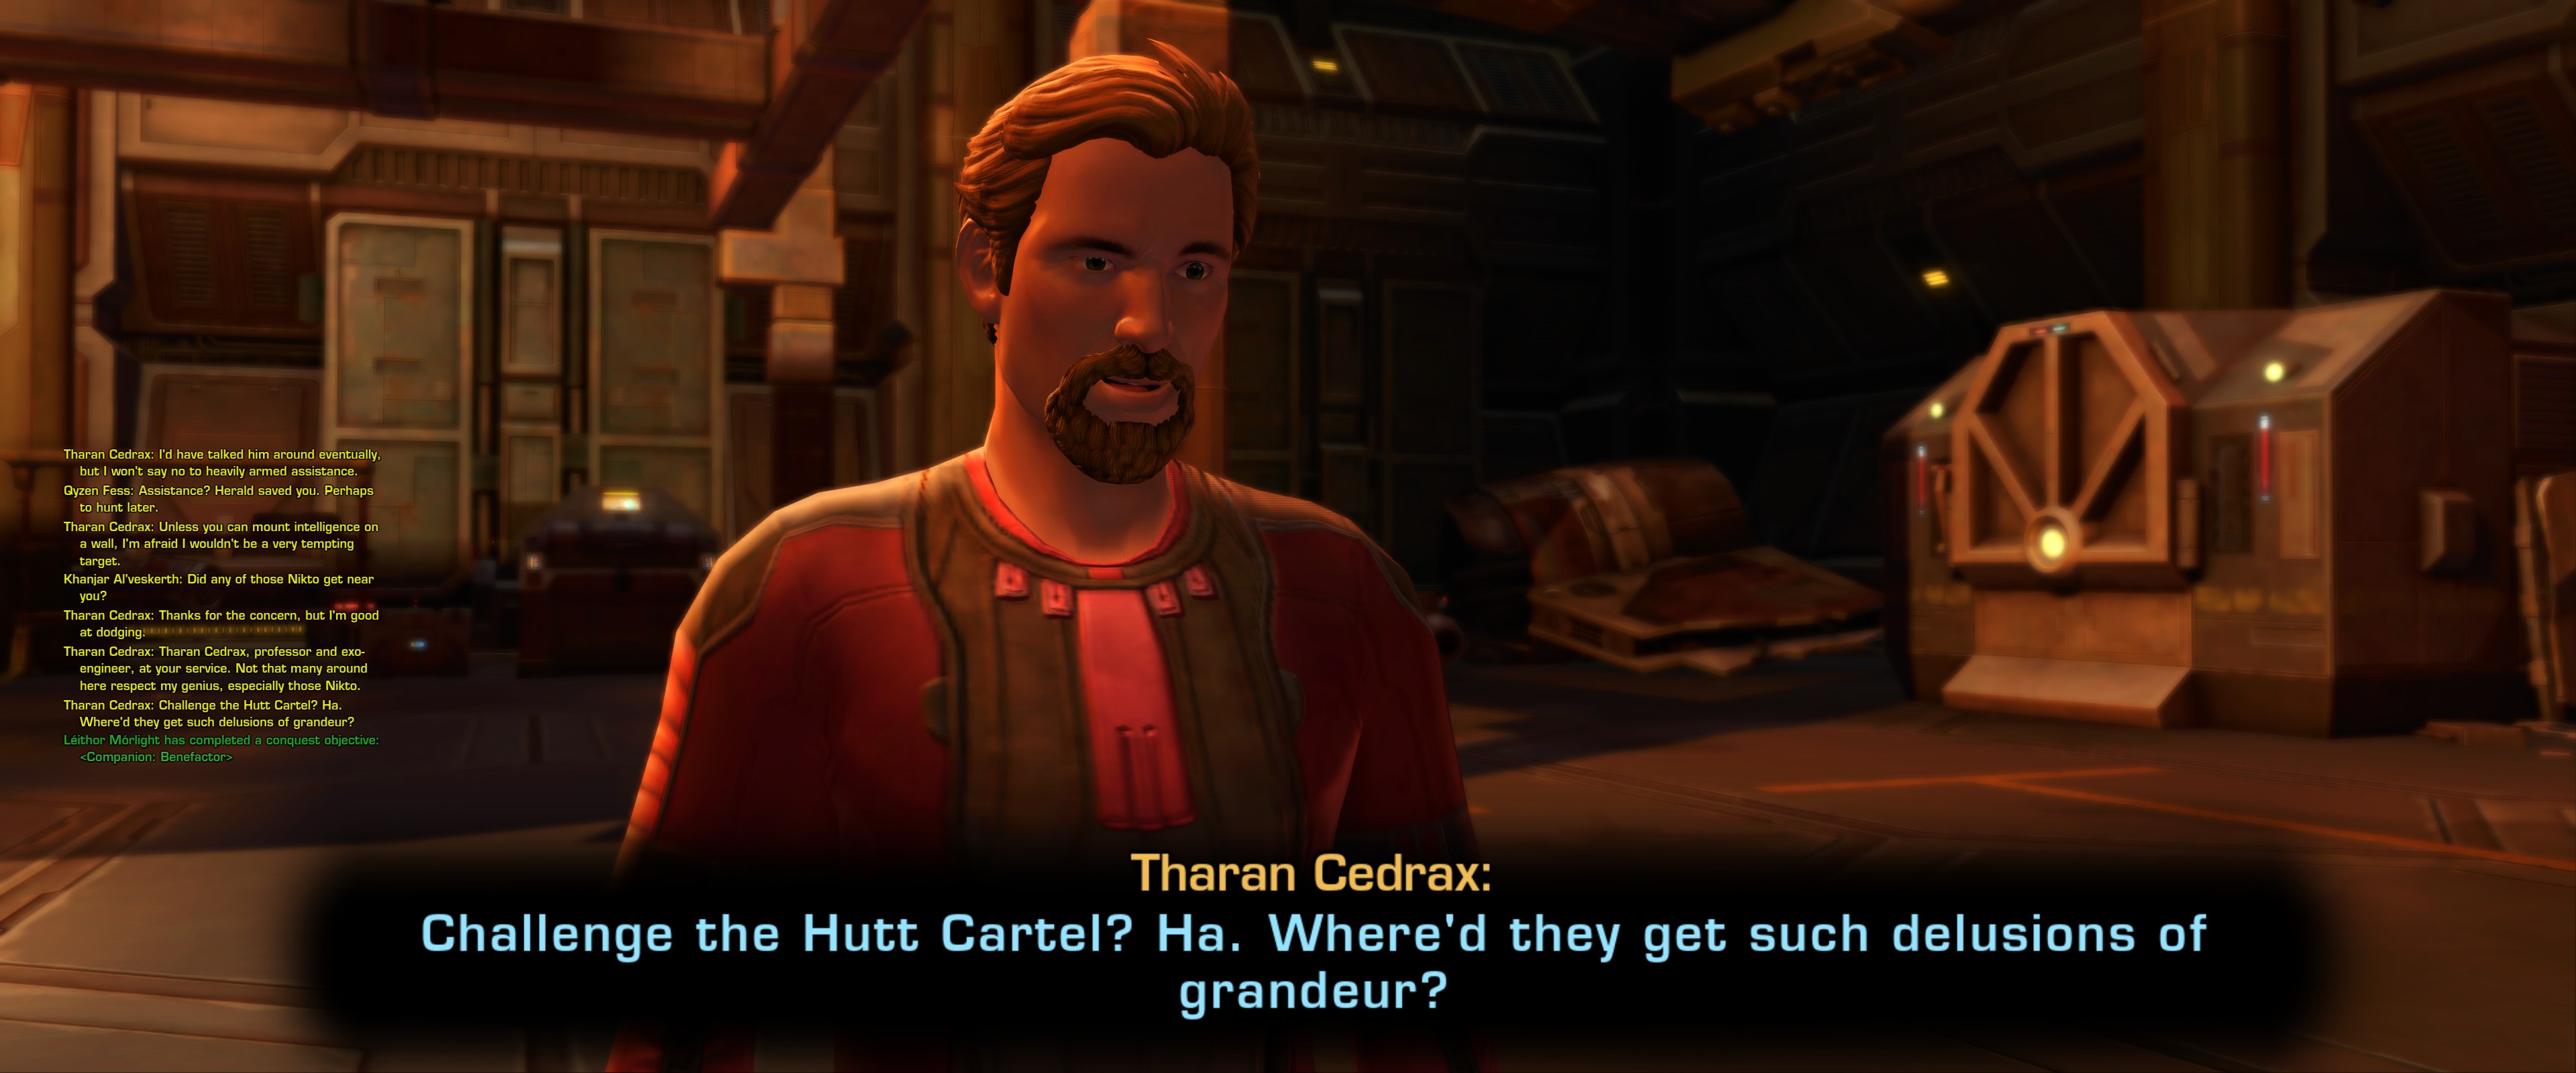 Tharan Cedrax: I'd have talked him around eventually,
but I won't say no to heavily armed assistance.
Qyzen Fess: Assistance? Herald saved you. Perhaps
to hunt later.
Tharan Cedrax: Unless you can mount intelligence on
a wall, I'm afraid I wouldn't be a very tempting
target.
Khanjar Al'veskerth: Did any of those Nikto get near
you?
Tharan Cedrax: Thanks for the concern, but I'm good
at dodging.
Tharan Cedrax: Tharan Cedrax, professor and exo-
engineer, at your service. Not that many around
here respect my genius, especially those Nikto.
Tharan Cedrax: Challenge the Hutt Cartel? Ha.
Where'd they get such delusions of grandeur?
Léithor Mórlight has completed a conquest objective:
<Companion: Benefactor>
Tharan Cedrax:
Challenge the Hutt Cartel? Ha. Where'd they get such delusions of
grandeur?